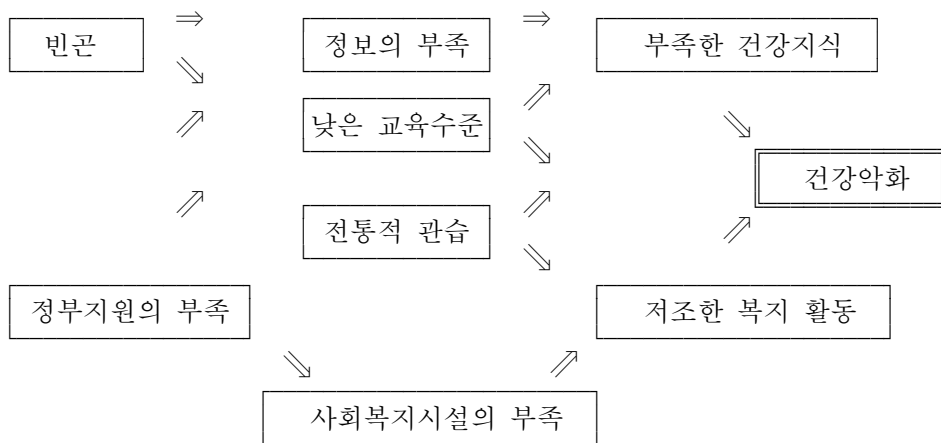 빈곤 ⇒ 정보의 부족 ⇒ 부족한 건강지식
낮은 교육수준
건강악화
전통적 관습
정부지원의 부족 저조한 복지 활동
사회복지시설의 부족